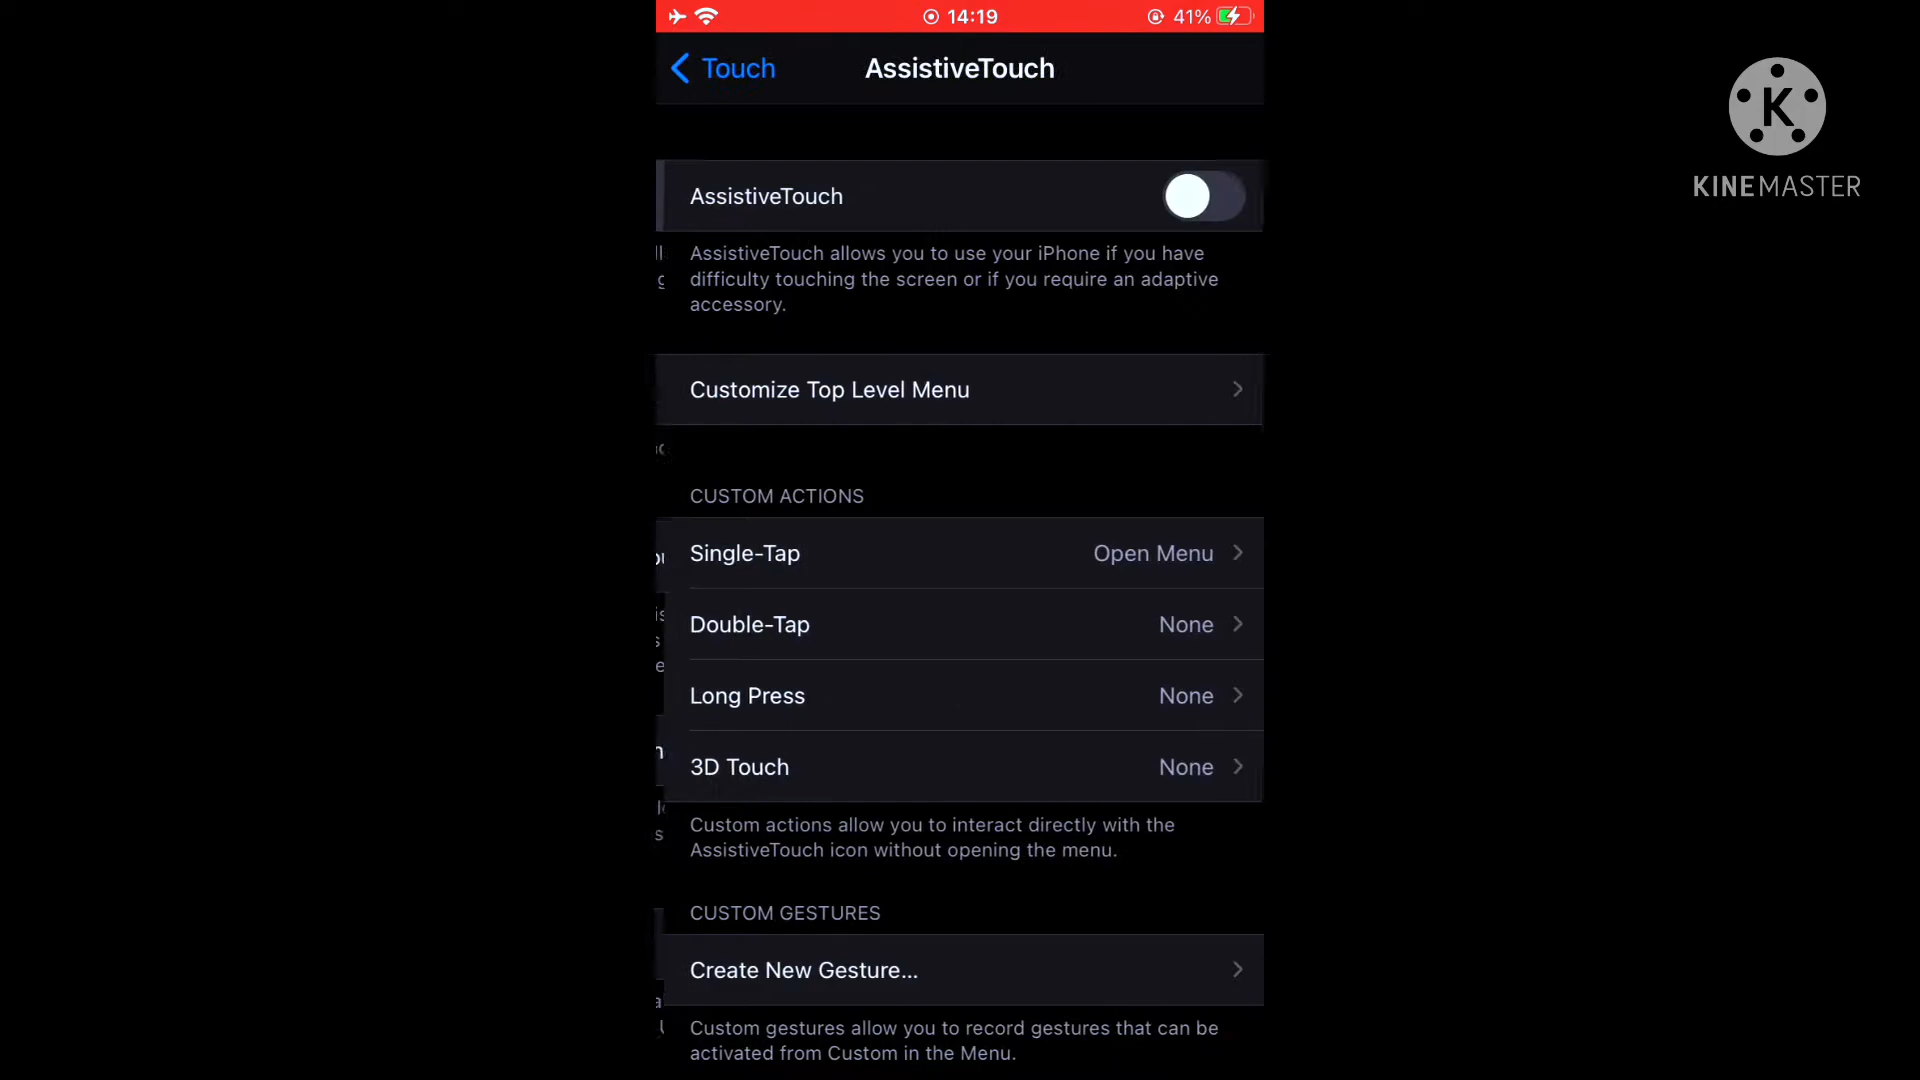 14:19
41%
Touch
AssistiveTouch
K
KINEMASTER
AssistiveTouch
AssistiveTouch allows you to use your iPhone if you have
difficulty touching the screen or if you require an adaptive
accessory.
Customize Top Level Menu
CUSTOM ACTIONS
Single-Tap Open Menu
Double-Tap None
Long Press None
3D Touch None
Custom actions allow you to interact directly with the
AssistiveTouch icon without opening the menu.
CUSTOM GESTURES
Create New Gesture...
Custom gestures allow you to record gestures that can be
activated from Custom in the Menu.